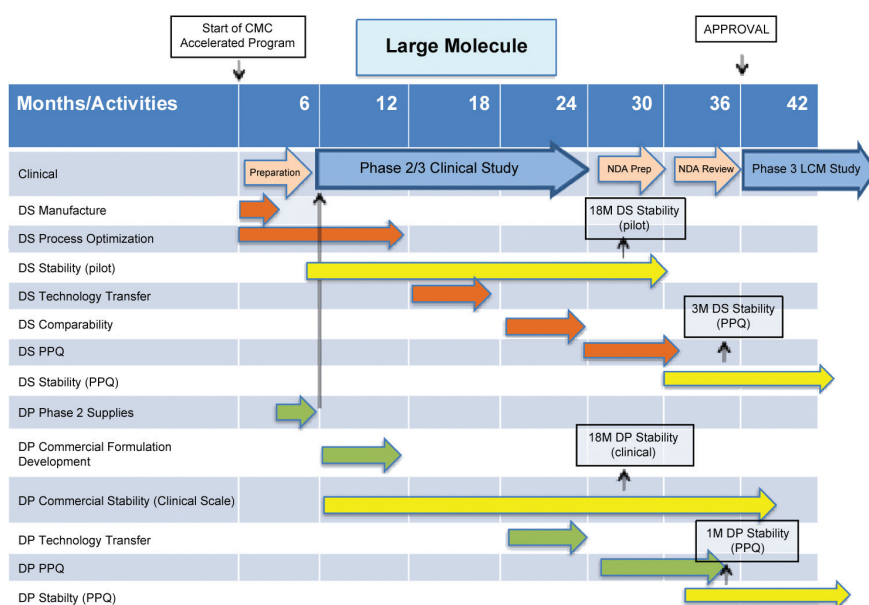 Start of CMC
Accelerated Program
Large Molecule
APPROVAL
Months/Activities 6 12 18 24 30 36 42
Clinical
Preparation
Phase 2/3 Clinical Study
NDA Prep
NDA Review
Phase 3 LCM Study
DS Manufacture
18M DS Stability
(pilot)
DS Process Optimization
DS Stability (pilot)
DS Technology Transfer
DS Comparability
3M DS Stability
(PPQ)
DS PPQ
DS Stability (PPQ)
DP Phase 2 Supplies
DP Commercial Formulation
Development
18M DP Stability
(clinical)
DP Commercial Stability (Clinical Scale)
DP Technology Transfer
1M DP Stability
(PPQ)
DP PPQ
DP Stabilty (PPQ)